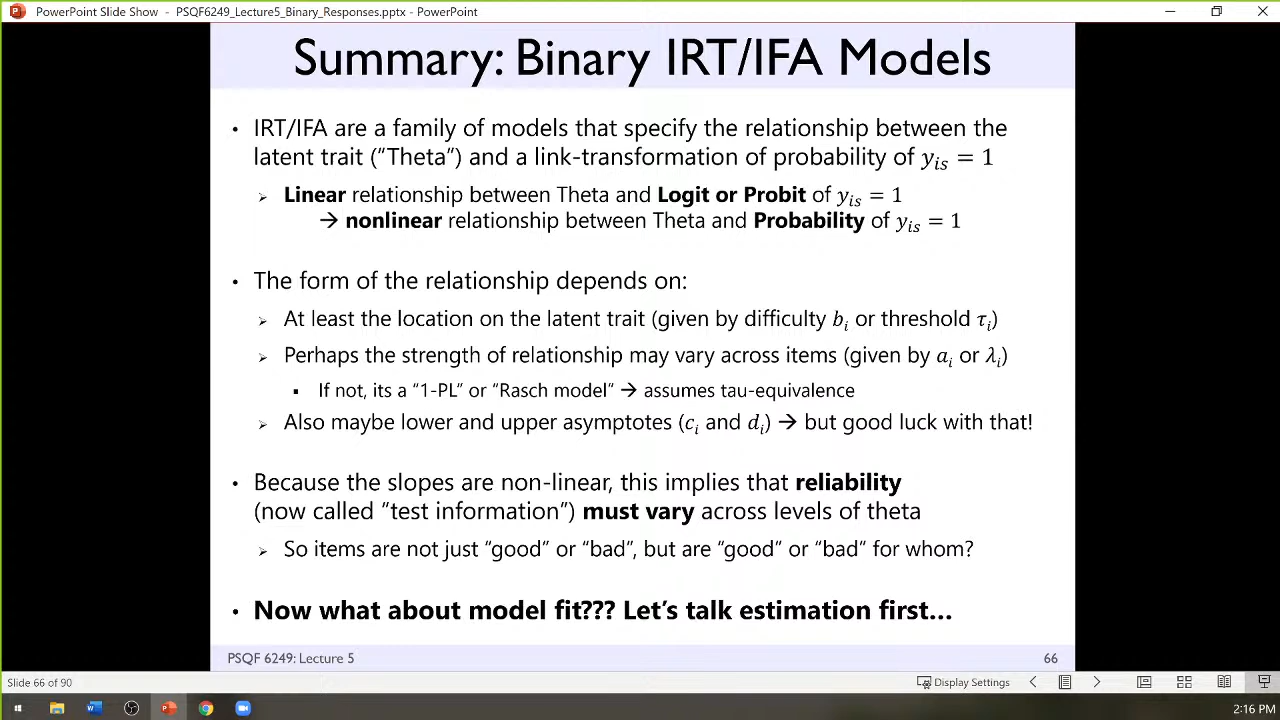 PowerPoint Slide Show - PSQF6249_Lecture5_Binary_Responses.pptx - PowerPoint
Summary: Binary IRT/IFA Models
• IRT/IFA are a family of models that specify the relationship between the
latent trait ("Theta") and a link-transformation of probability of yᵢₛ = 1
➢ Linear relationship between Theta and Logit or Probit of yᵢₛ = 1
→ nonlinear relationship between Theta and Probability of yᵢₛ = 1
• The form of the relationship depends on:
➢ At least the location on the latent trait (given by difficulty bᵢ or threshold τᵢ)
➢ Perhaps the strength of relationship may vary across items (given by aᵢ or λᵢ)
▪ If not, its a "1-PL" or "Rasch model" → assumes tau-equivalence
➢ Also maybe lower and upper asymptotes (cᵢ and dᵢ) → but good luck with that!
• Because the slopes are non-linear, this implies that reliability
(now called "test information") must vary across levels of theta
➢ So items are not just "good" or "bad", but are "good" or "bad" for whom?
• Now what about model fit??? Let's talk estimation first…
PSQF 6249: Lecture 5 66
Slide 66 of 90 Display Settings
2:16 PM